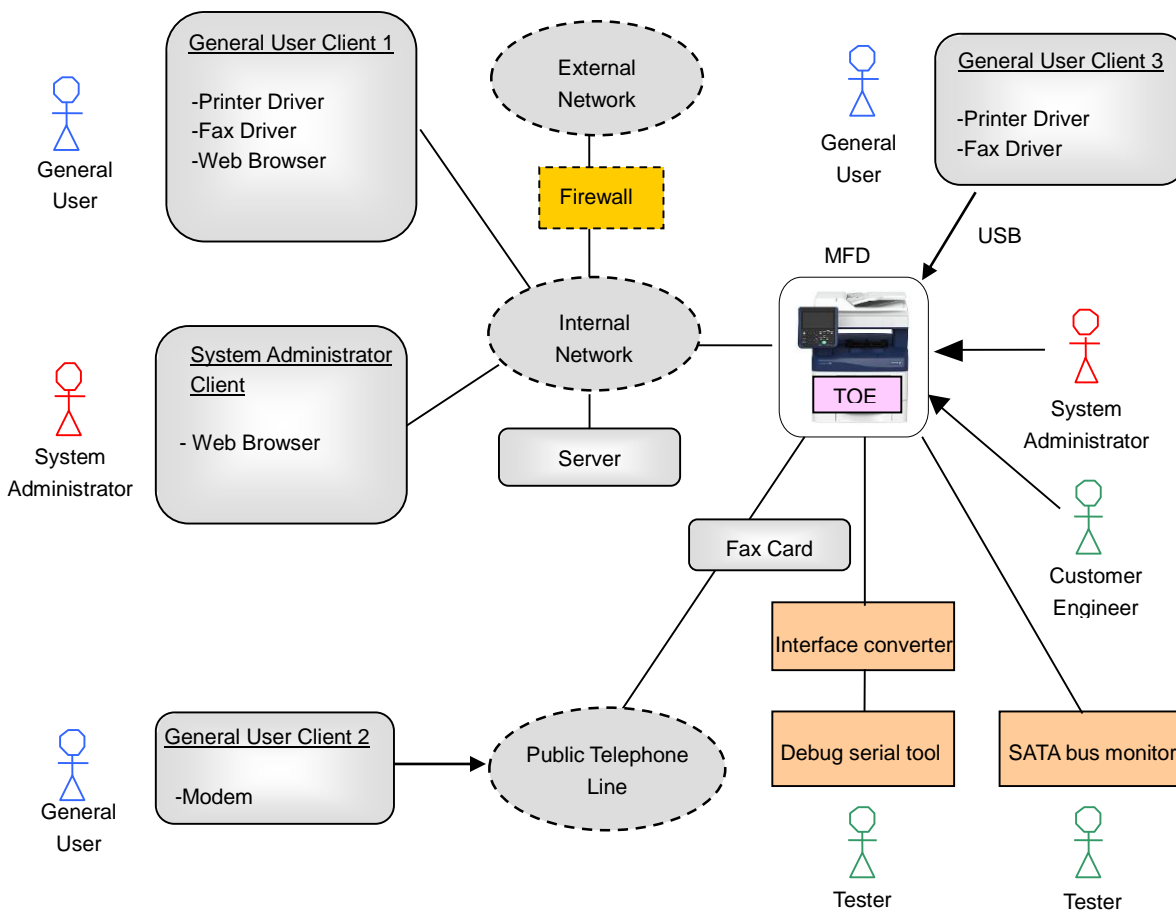 General User Client 1
-Printer Driver
-Fax Driver
-Web Browser
General
User
External
Network
Firewall
General
User
General User Client 3
-Printer Driver
-Fax Driver
USB
MFD
TOE
Internal
Network
System Administrator
Client
- Web Browser
System
Administrator
Server
System
Administrator
Customer
Engineer
Fax Card
Interface converter
Debug serial tool
SATA bus monitor
Tester
Tester
General User Client 2
-Modem
General
User
Public Telephone
Line